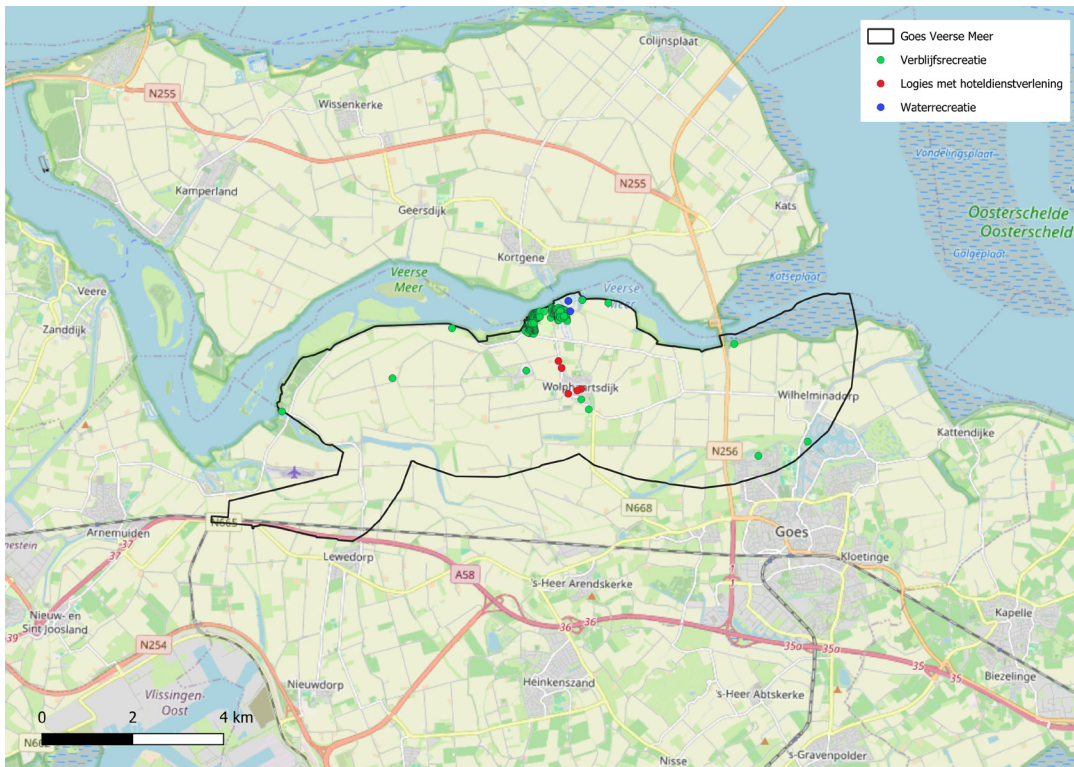 Goes Veerse Meer
Verblijfsrecreatie
Logies met hoteldienstverlening
Waterrecreatie
Colijnsplaat
N255
Wissenkerke
Vondelingsplaat
Kamperland
N255
Geersdijk
Kats
Oosterschelde
Oosterscheld
Galgeplaat
Kortgene
Veerse
Meer
Katseplaat
Veere
Veerse
Meer
Zanddijk
Wolphaartsdijk
Wilhelminadorp
Kattendijke
N256
N668
Arnemuiden
N665
Goes
37
37
Lewedorp
Kloetinge
A58
's-Heer Arendskerke
Nieuw- en
Sint Joosland
Kapelle
39
36
36
N254
35a
35a
35
35
Biezelinge
Nieuwdorp
Heinkenszand
's-Heer Abtskerke
Vlissingen-
Oost
0 2 4 km
Nisse
's-Gravenpolder